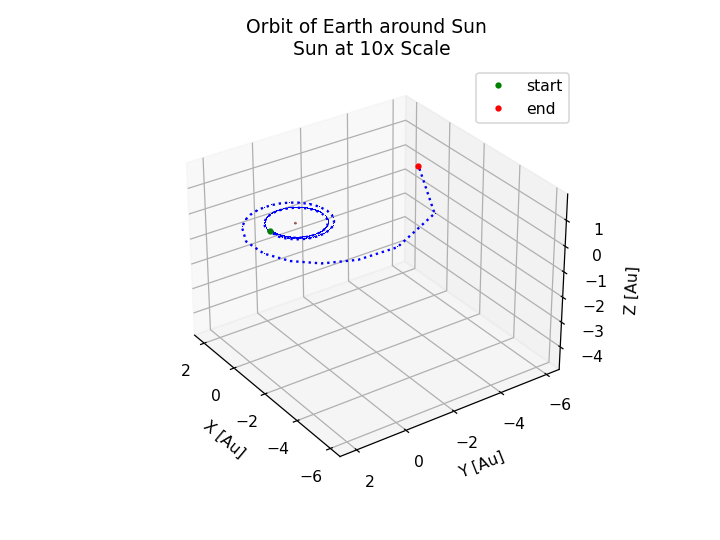 Orbit of Earth around Sun
Sun at 10x Scale
start
end
1
0
−1
−2
−3
−4
Z [Au]
2
0
−2
−4
−6
X [Au]
2
0
−2
−4
−6
Y [Au]